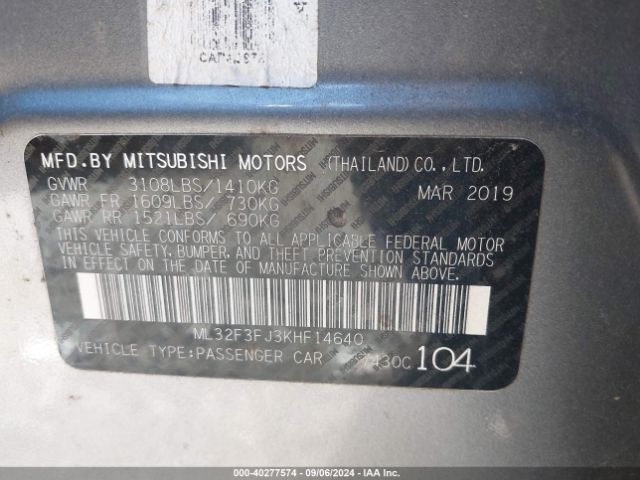 MFD.BY MITSUBISHI MOTORS (THAILAND) CO.,LTD.
GVWR 3108LBS/1410KG MAR 2019
GAWR FR 1609LBS/ 730KG
GAWR RR 1521LBS/ 690KG
THIS VEHICLE CONFORMS TO ALL APPLICABLE FEDERAL MOTOR
VEHICLE SAFETY, BUMPER, AND THEFT PREVENTION STANDARDS
IN EFFECT ON THE DATE OF MANUFACTURE SHOWN ABOVE.
ML32F3FJ3KHF14640
VEHICLE TYPE:PASSENGER CAR 7430C 104
000-40277574 - 09/06/2024 - IAA Inc.